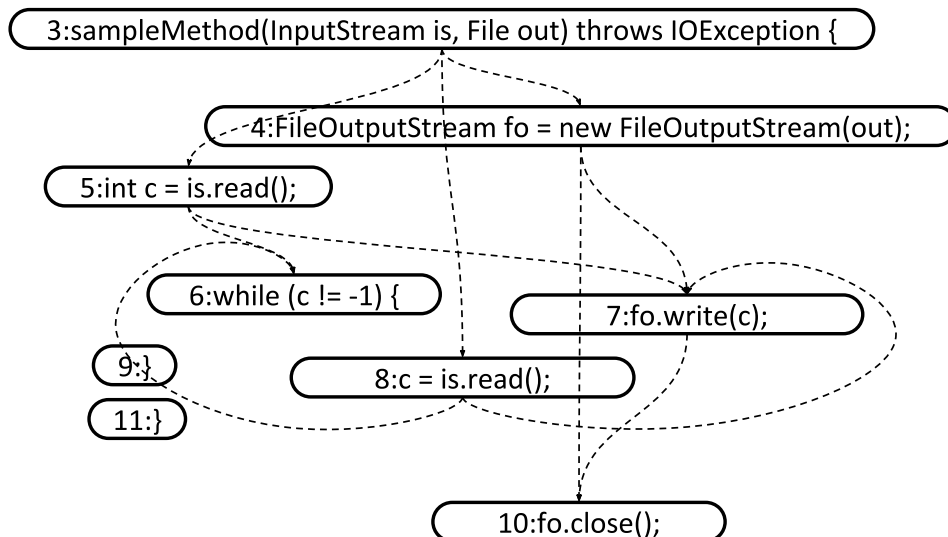 3:sampleMethod(InputStream is, File out) throws IOException {
4:FileOutputStream fo = new FileOutputStream(out);
5:int c = is.read();
6:while (c != -1) {
7:fo.write(c);
9:}
8:c = is.read();
11:}
10:fo.close();